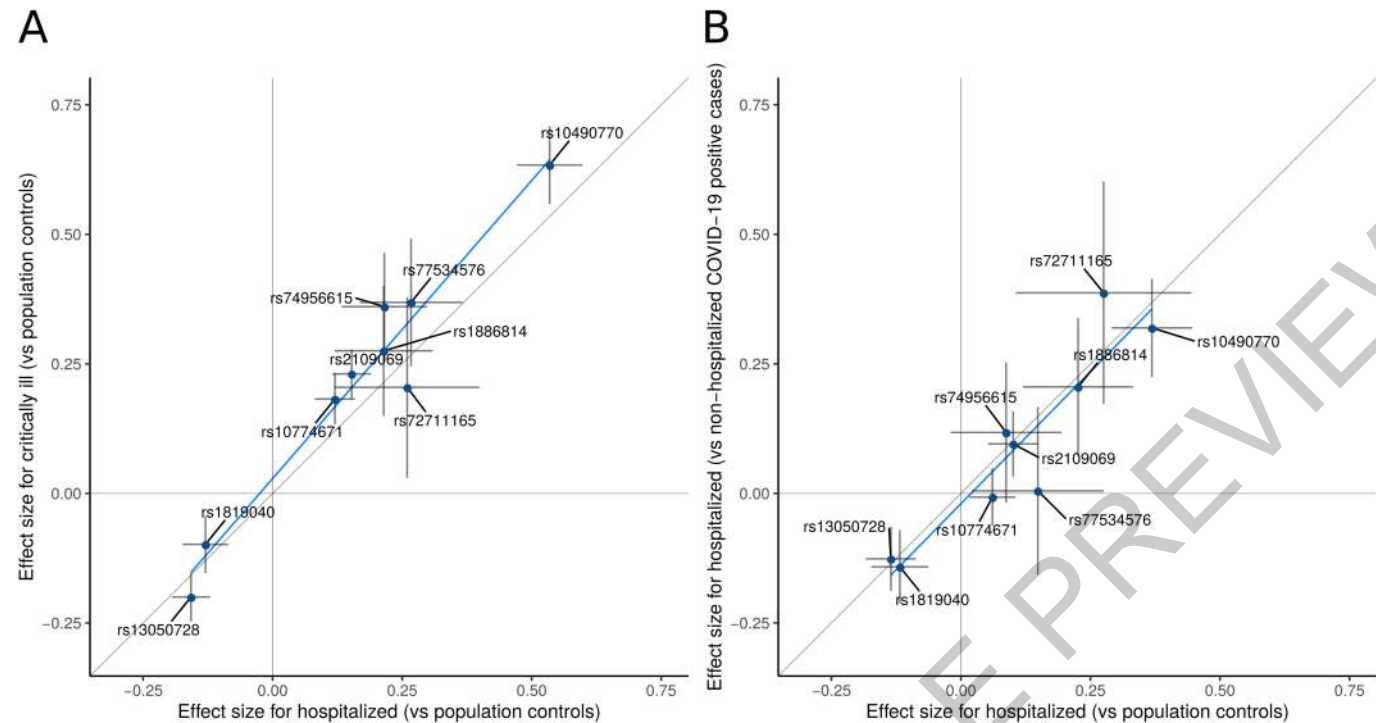 A
Effect size for critically ill (vs population controls)
0.75
0.50
0.25
0.00
−0.25
rs10490770
rs77534576
rs74956615
rs1886814
rs2109069
rs72711165
rs10774671
rs1819040
rs13050728
−0.25
0.00
0.25
0.50
0.75
Effect size for hospitalized (vs population controls)
B
Effect size for hospitalized (vs non−hospitalized COVID−19 positive cases)
0.75
0.50
0.25
0.00
−0.25
rs72711165
rs10490770
rs1886814
rs74956615
rs2109069
rs77534576
rs10774671
rs13050728
rs1819040
−0.25
0.00
0.25
0.50
0.75
Effect size for hospitalized (vs population controls)
E PREVIEW